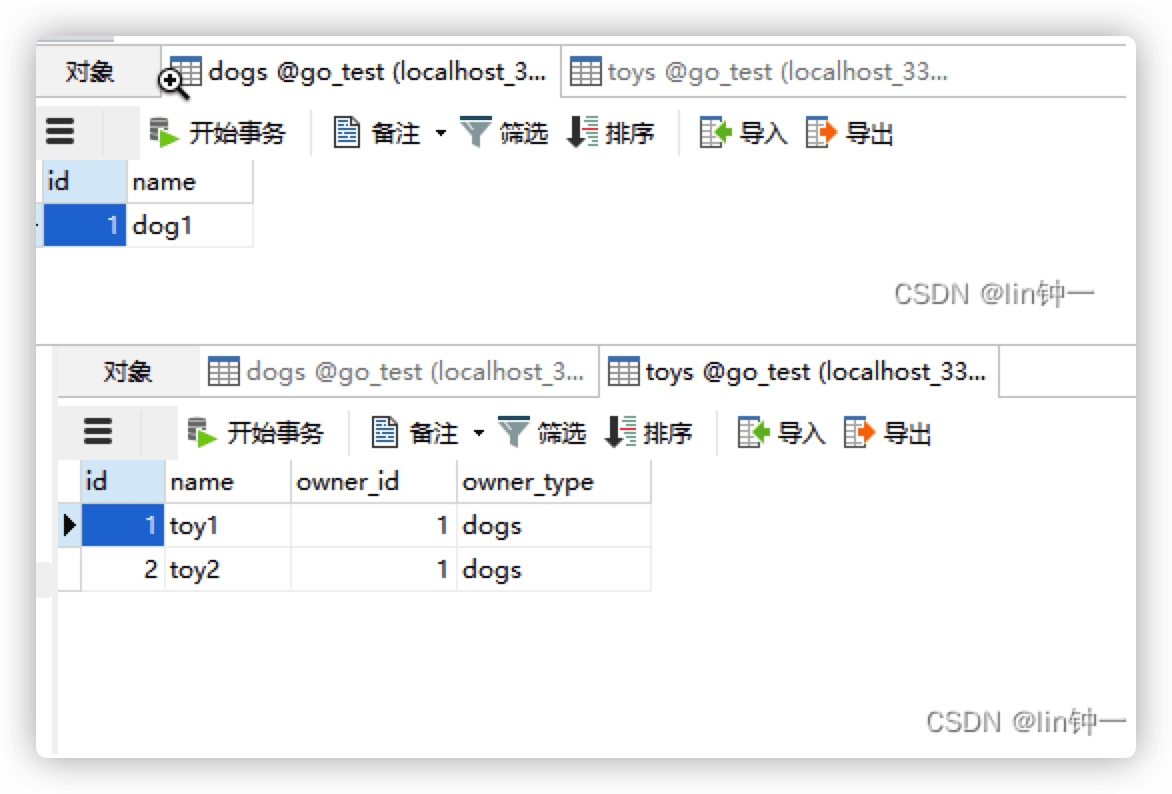 对象 dogs @go_test (localhost_3... toys @go_test (localhost_33...
开始事务 备注 筛选 排序 导入 导出
id name
1 dog1
CSDN @lin钟一
对象 dogs @go_test (localhost_3... toys @go_test (localhost_33...
开始事务 备注 筛选 排序 导入 导出
id name owner_id owner_type
1 toy1 1 dogs
2 toy2 1 dogs
CSDN @lin钟一